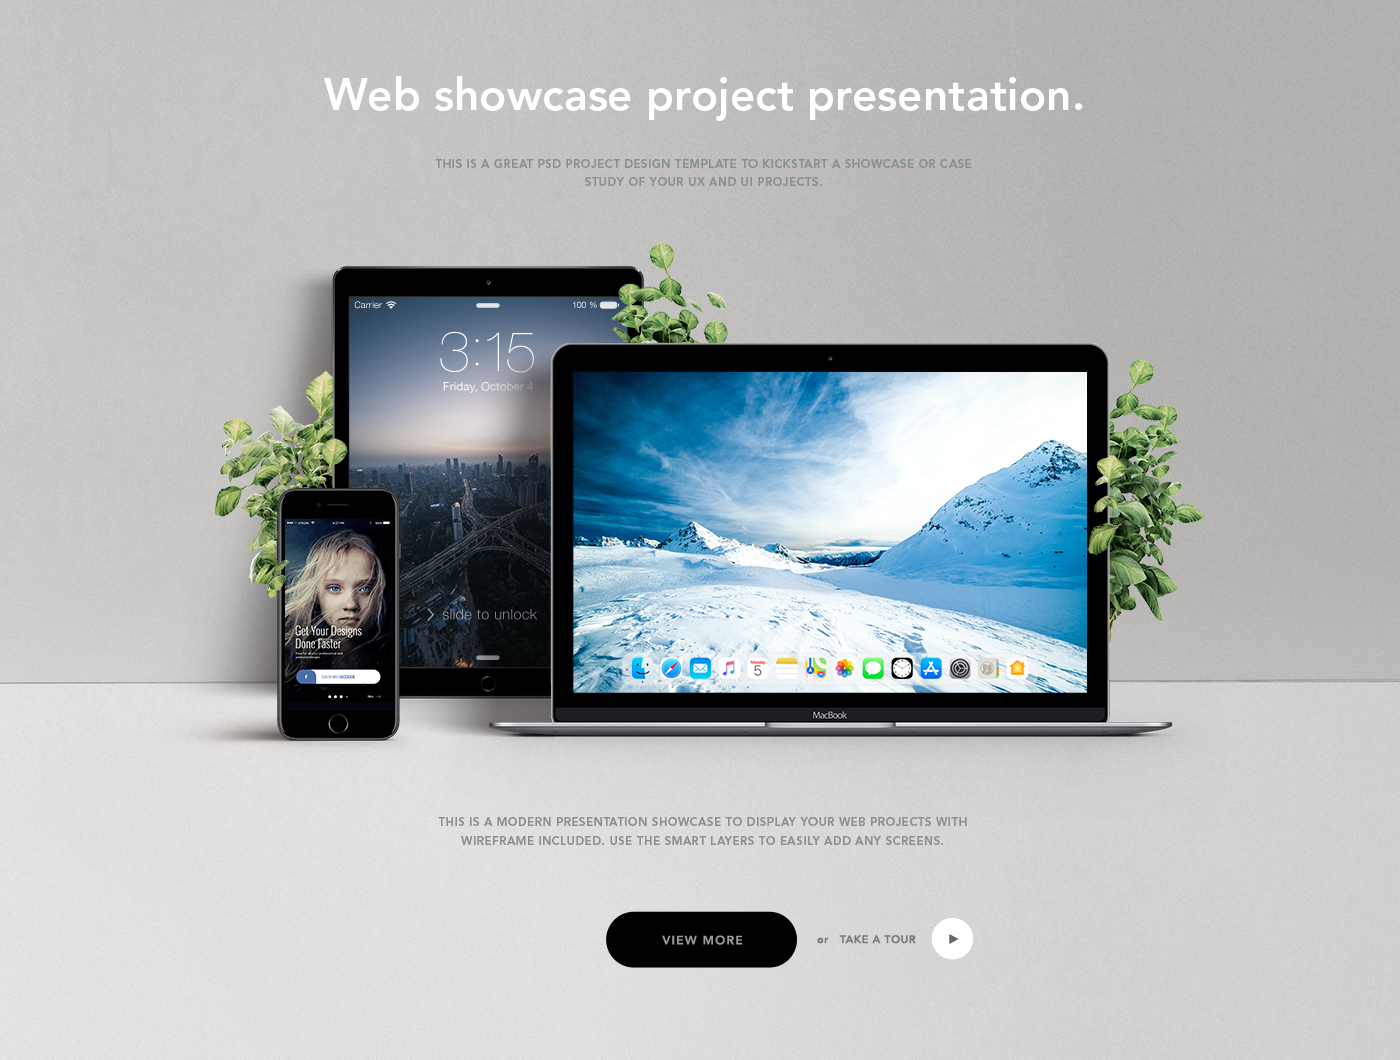 Web showcase project presentation.
THIS IS A GREAT PSD PROJECT DESIGN TEMPLATE TO KICKSTART A SHOWCASE OR CASE
STUDY OF YOUR UX AND UI PROJECTS.
Carrier
100 %
3:15
Friday, October 4
slide to unlock
Get Your Designs
Done Faster
Monday
5
MacBook
THIS IS A MODERN PRESENTATION SHOWCASE TO DISPLAY YOUR WEB PROJECTS WITH
WIREFRAME INCLUDED. USE THE SMART LAYERS TO EASILY ADD ANY SCREENS.
VIEW MORE
or TAKE A TOUR